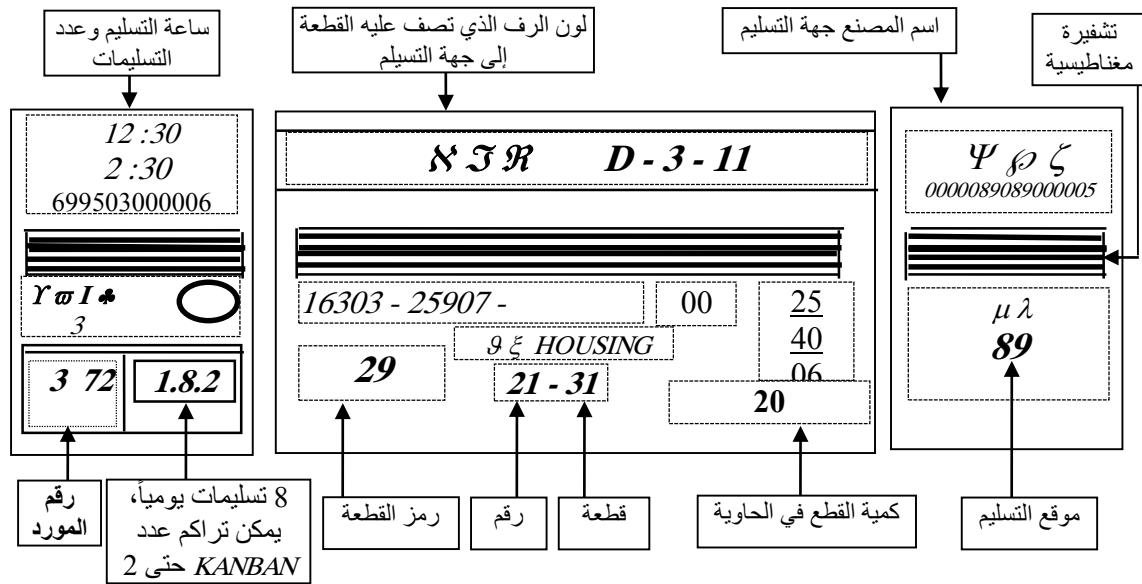 تشفيرة
مغناطيسية
اسم المصنع جهة التسليم
لون الرف الذي تصف عليه القطعة
إلى جهة التسيلم
ساعة التسليم وعدد
التسليمات
12 :30
2 :30
699503000006
ϒ ϖ I ♣
3
3 72
1.8.2
ℵ ℑ ℜ D - 3 - 11
16303 - 25907 -
00
25
40
06
ϑ ξ HOUSING
29
21 - 31
20
Ψ ℘ ζ
0000089089000005
μ λ
89
موقع التسليم
كمية القطع في الحاوية
قطعة
رقم
رمز القطعة
8 تسليمات يومياً،
يمكن تراكم عدد
KANBAN حتى 2
رقم
المورد